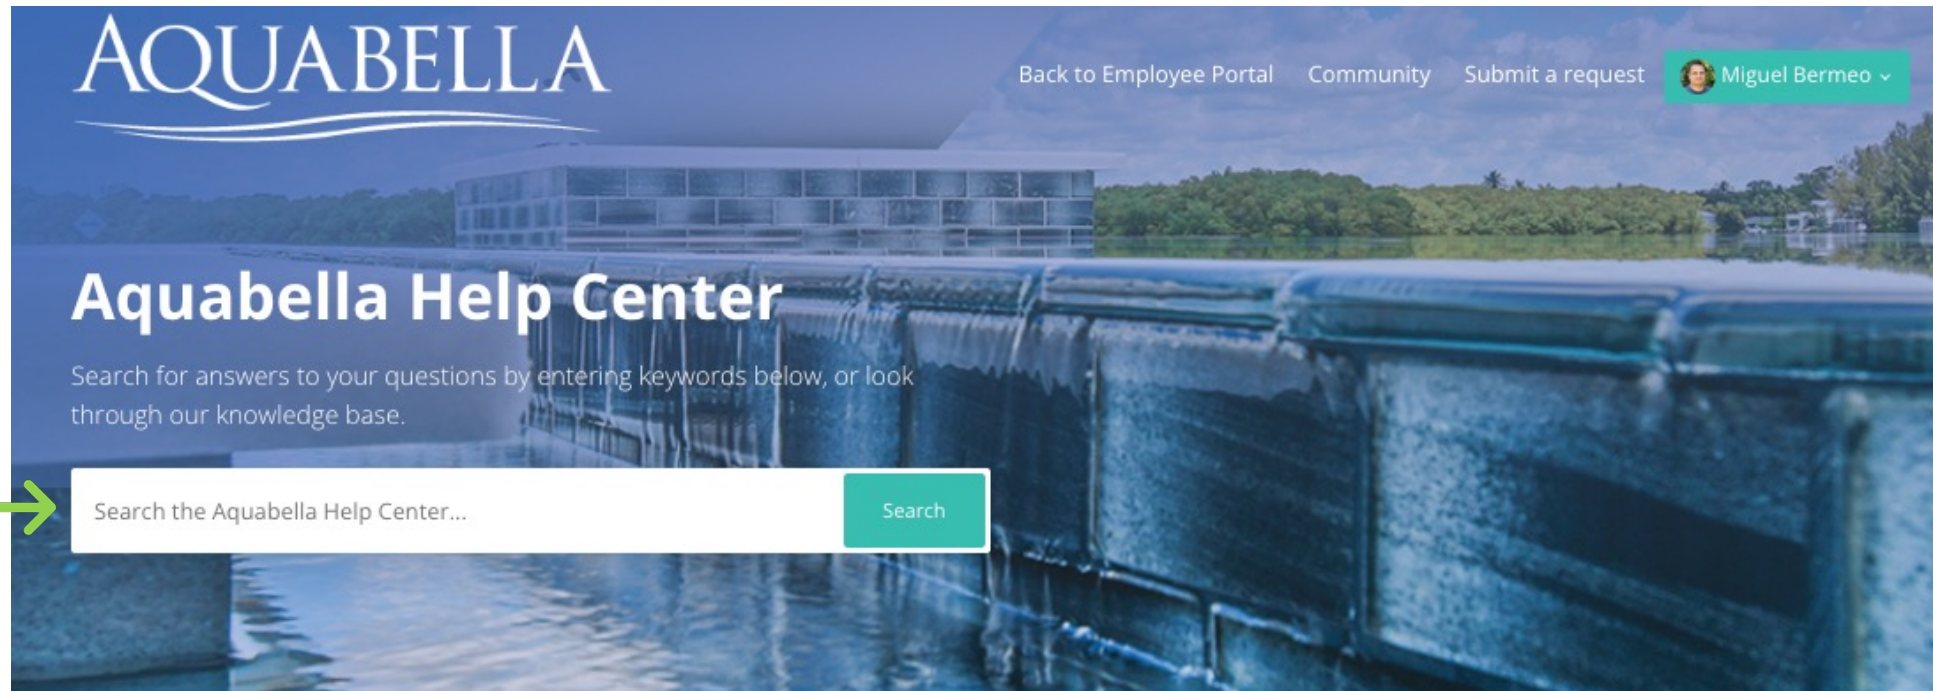 AQUABELLA
Back to Employee Portal Community Submit a request Miguel Bermeo
Aquabella Help Center
Search for answers to your questions by entering keywords below, or look
through our knowledge base.
Search the Aquabella Help Center... Search